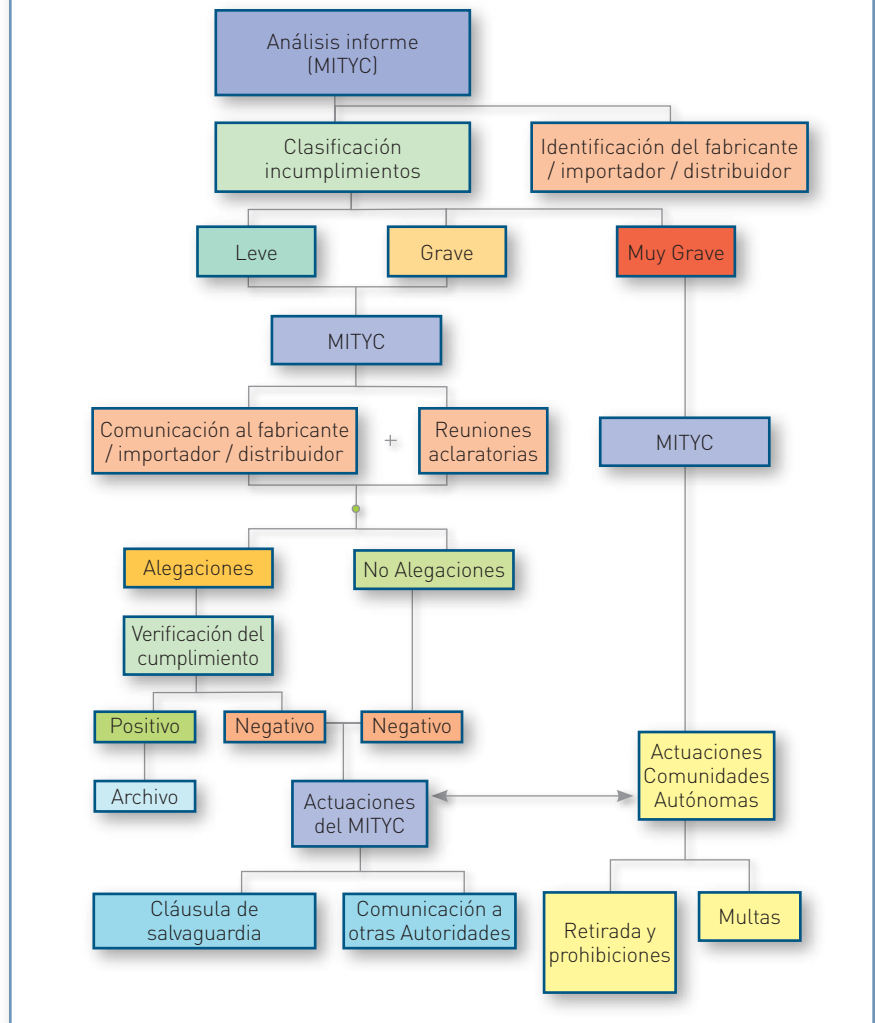 Análisis informe
(MITYC)
Clasificación
incumplimientos
Identificación del fabricante
/ importador / distribuidor
Leve
Grave
Muy Grave
MITYC
Comunicación al fabricante
/ importador / distribuidor
+
Reuniones
aclaratorias
MITYC
Alegaciones
No Alegaciones
Verificación del
cumplimiento
Positivo
Negativo
Negativo
Archivo
Actuaciones
del MITYC
Actuaciones
Comunidades
Autónomas
Cláusula de
salvaguardia
Comunicación a
otras Autoridades
Retirada y
prohibiciones
Multas